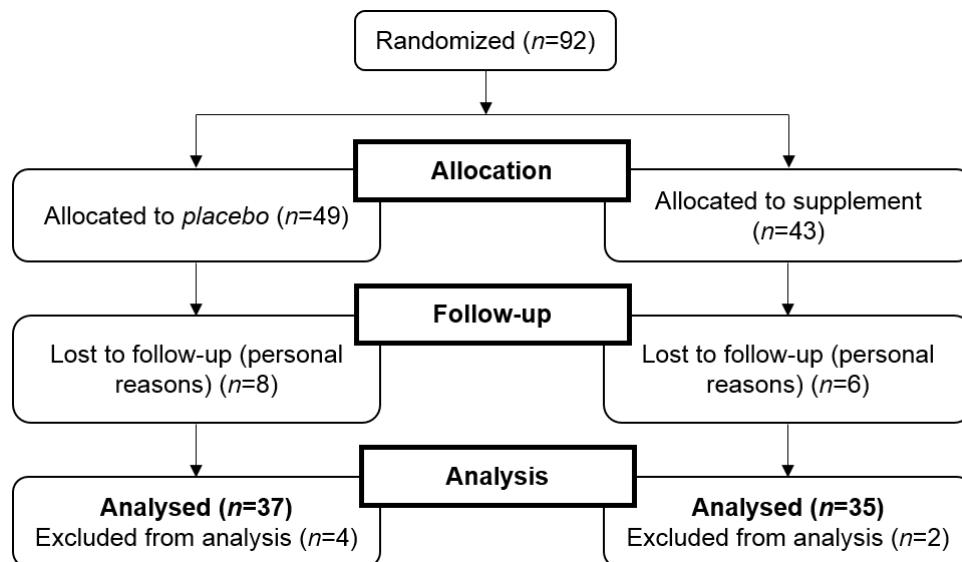 Randomized (n=92)
Allocation
Allocated to placebo (n=49)
Allocated to supplement
(n=43)
Follow-up
Lost to follow-up (personal
reasons) (n=8)
Lost to follow-up (personal
reasons) (n=6)
Analysis
Analysed (n=37)
Excluded from analysis (n=4)
Analysed (n=35)
Excluded from analysis (n=2)